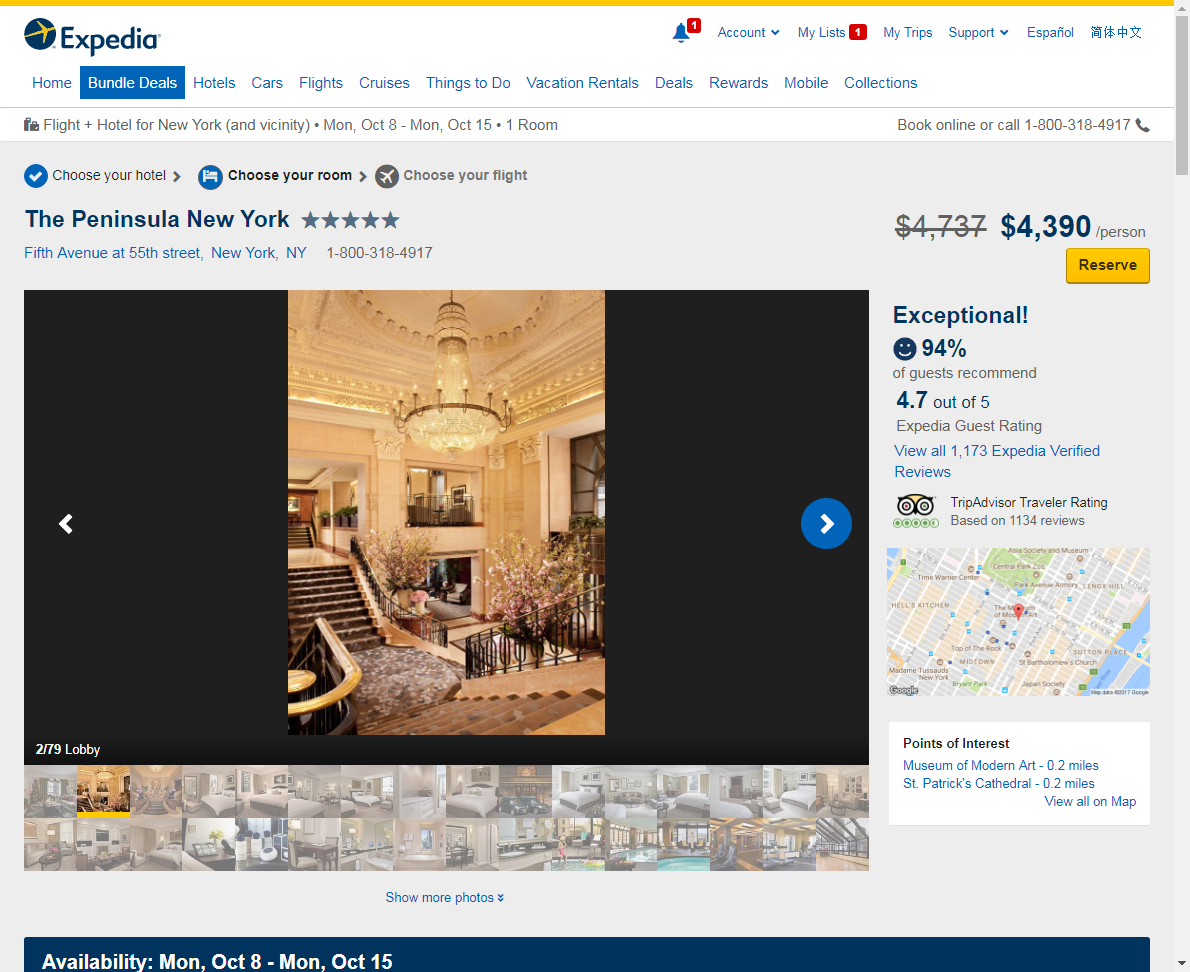 Expedia
1
Account
My Lists 1
My Trips
Support
Español
简体中文
Home
Bundle Deals
Hotels
Cars
Flights
Cruises
Things to Do
Vacation Rentals
Deals
Rewards
Mobile
Collections
Flight + Hotel for New York (and vicinity) • Mon, Oct 8 - Mon, Oct 15 • 1 Room
Book online or call 1-800-318-4917
Choose your hotel
Choose your room
Choose your flight
The Peninsula New York
$4,737 $4,390 /person
Fifth Avenue at 55th street, New York, NY 1-800-318-4917
Reserve
Exceptional!
94%
of guests recommend
4.7 out of 5
Expedia Guest Rating
View all 1,173 Expedia Verified
Reviews
TripAdvisor Traveler Rating
Based on 1134 reviews
Asia Society and Museum
Central Park Zoo
Time Warner Center
Park Avenue Armory
LENOX HILL
HELL'S KITCHEN
The Museum
of Modern Art
Top of The Rock
SUTTON PLACE
MIDTOWN
St Bartholomew's Church
Madame Tussauds
New York
Bryant Park
Japan Society
Google
Map data ©2017 Google
2/79 Lobby
Points of Interest
Museum of Modern Art - 0.2 miles
St. Patrick's Cathedral - 0.2 miles
View all on Map
Show more photos
Availability: Mon, Oct 8 - Mon, Oct 15